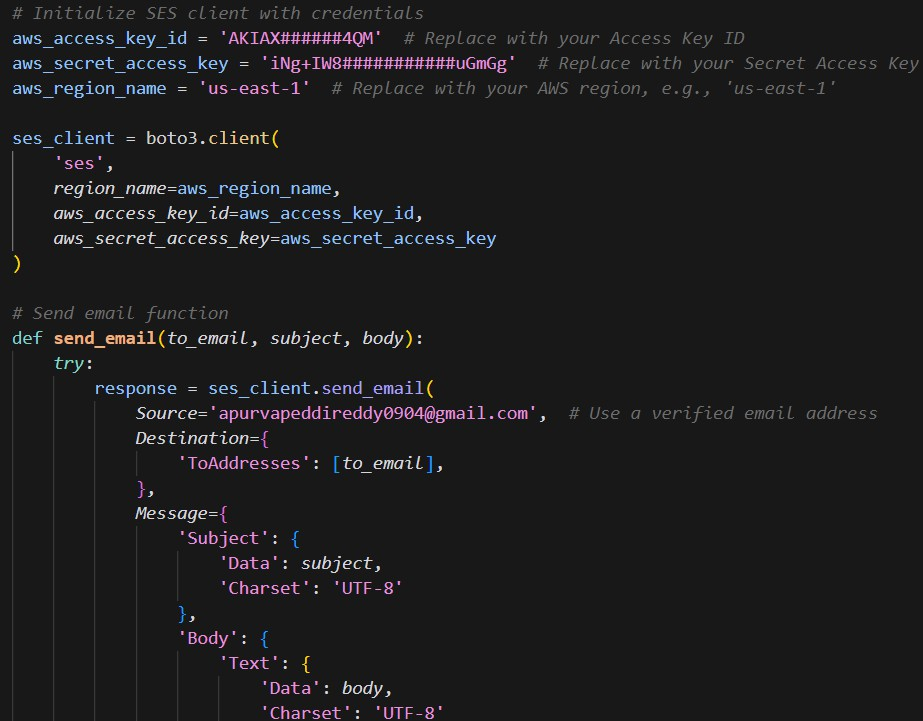 # Initialize SES client with credentials
aws_access_key_id = 'AKIAX######4QM'  # Replace with your Access Key ID
aws_secret_access_key = 'iNg+IW8###########uGmGg'  # Replace with your Secret Access Key
aws_region_name = 'us-east-1'  # Replace with your AWS region, e.g., 'us-east-1'

ses_client = boto3.client(
    'ses',
    region_name=aws_region_name,
    aws_access_key_id=aws_access_key_id,
    aws_secret_access_key=aws_secret_access_key
)

# Send email function
def send_email(to_email, subject, body):
    try:
        response = ses_client.send_email(
            Source='apurvapeddireddy0904@gmail.com',  # Use a verified email address
            Destination={
                'ToAddresses': [to_email],
            },
            Message={
                'Subject': {
                    'Data': subject,
                    'Charset': 'UTF-8'
                },
                'Body': {
                    'Text': {
                        'Data': body,
                        'Charset': 'UTF-8'